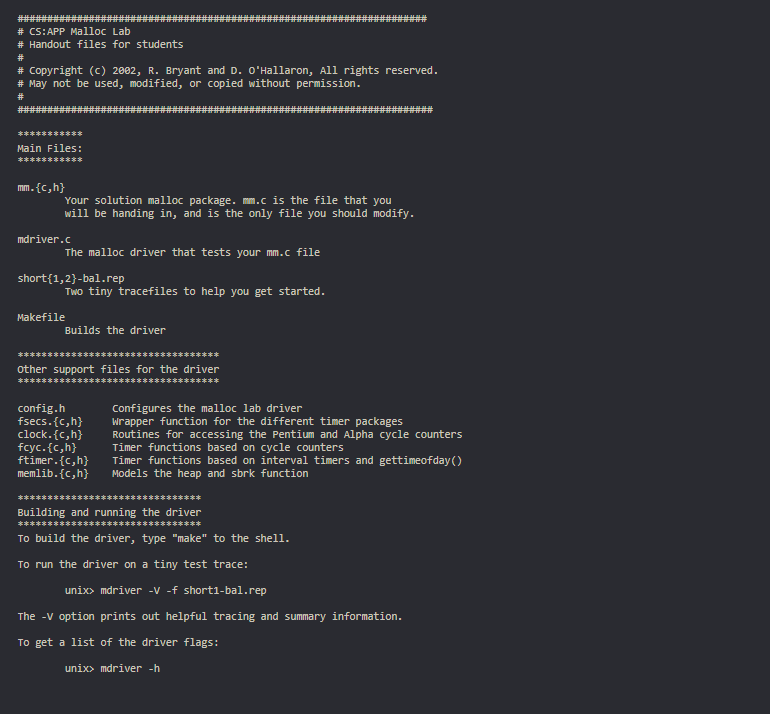 #####################################################################
# CS:APP Malloc Lab
# Handout files for students
#
# Copyright (c) 2002, R. Bryant and D. O'Hallaron, All rights reserved.
# May not be used, modified, or copied without permission.
#
######################################################################
***********
Main Files:
***********
mm.{c,h}
        Your solution malloc package. mm.c is the file that you
        will be handing in, and is the only file you should modify.
mdriver.c
        The malloc driver that tests your mm.c file
short{1,2}-bal.rep
        Two tiny tracefiles to help you get started.
Makefile
        Builds the driver
**********************************
Other support files for the driver
**********************************
config.h        Configures the malloc lab driver
fsecs.{c,h}     Wrapper function for the different timer packages
clock.{c,h}     Routines for accessing the Pentium and Alpha cycle counters
fcyc.{c,h}      Timer functions based on cycle counters
ftimer.{c,h}    Timer functions based on interval timers and gettimeofday()
memlib.{c,h}    Models the heap and sbrk function
*******************************
Building and running the driver
*******************************
To build the driver, type "make" to the shell.
To run the driver on a tiny test trace:
        unix> mdriver -V -f short1-bal.rep
The -V option prints out helpful tracing and summary information.
To get a list of the driver flags:
        unix> mdriver -h